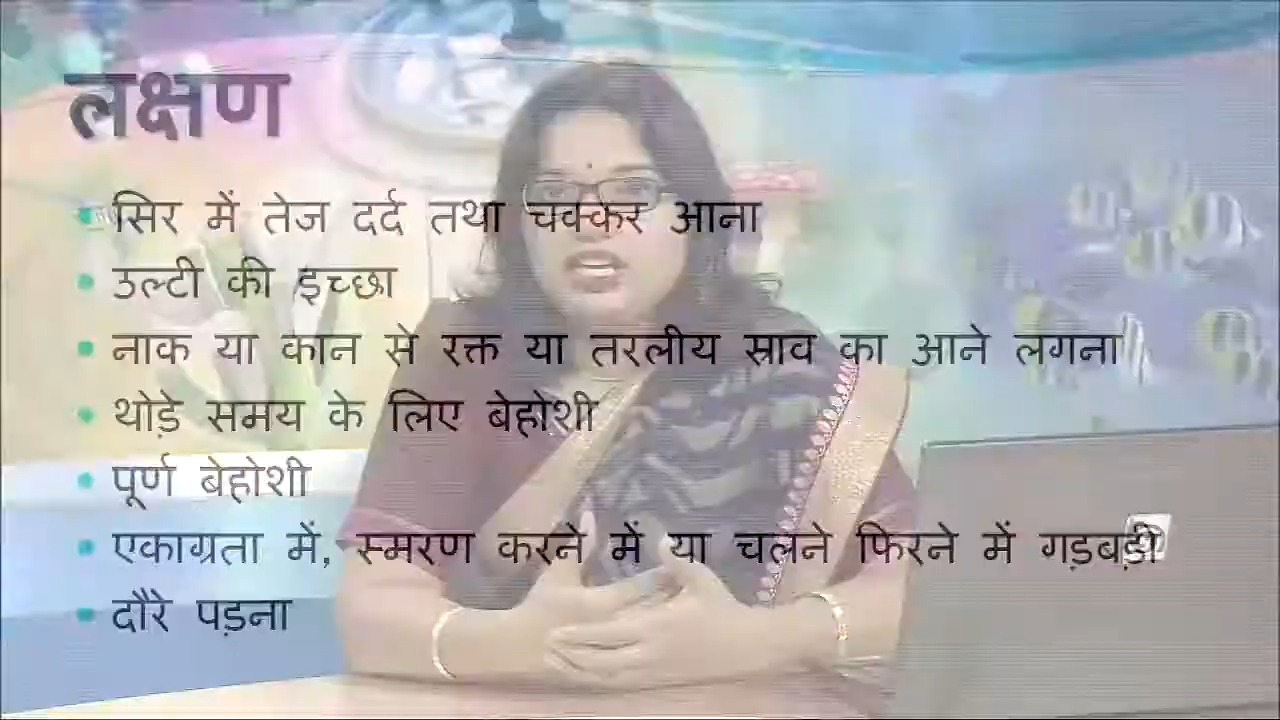 लक्षण
सिर में तेज दर्द तथा चक्कर आना
उल्टी की इच्छा
नाक या कान से रक्त या तरलीय स्राव का आने लगना
थोड़े समय के लिए बेहोशी
पूर्ण बेहोशी
एकाग्रता में, स्मरण करने में या चलने फिरने में गड़बड़ी
दौरे पड़ना